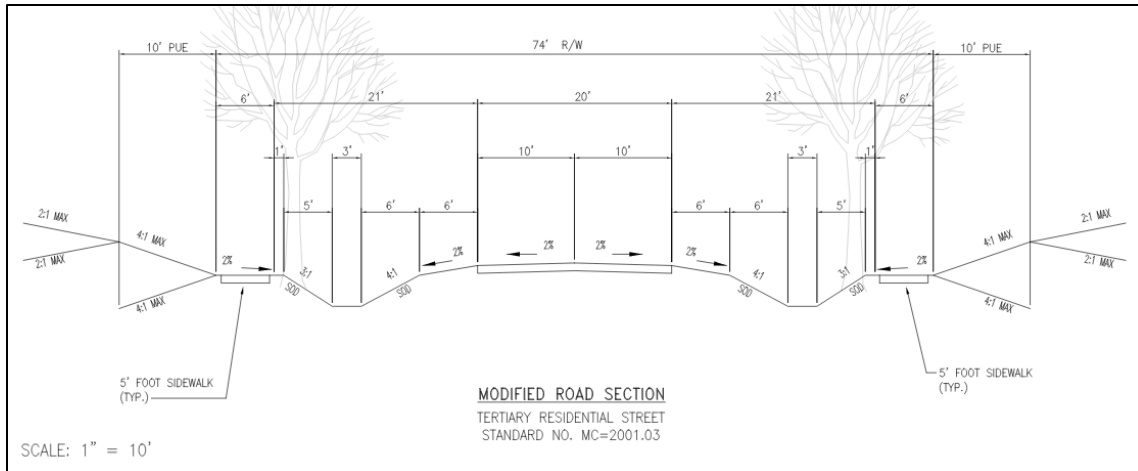 10' PUE 74' R/W 10' PUE
6' 21' 20' 21' 6'
1' 3' 10' 10' 3' 1'
5' 6' 6' 6' 6' 5'
2:1 MAX 4:1 MAX 2% 2% 2% 2% 2% 2% 4:1 MAX 2:1 MAX
2:1 MAX 3:1 4:1 4:1 3:1 2:1 MAX
4:1 MAX SOD SOD SOD SOD 4:1 MAX
5' FOOT SIDEWALK
(TYP.)
5' FOOT SIDEWALK
(TYP.)
MODIFIED ROAD SECTION
TERTIARY RESIDENTIAL STREET
STANDARD NO. MC=2001.03
SCALE: 1" = 10'